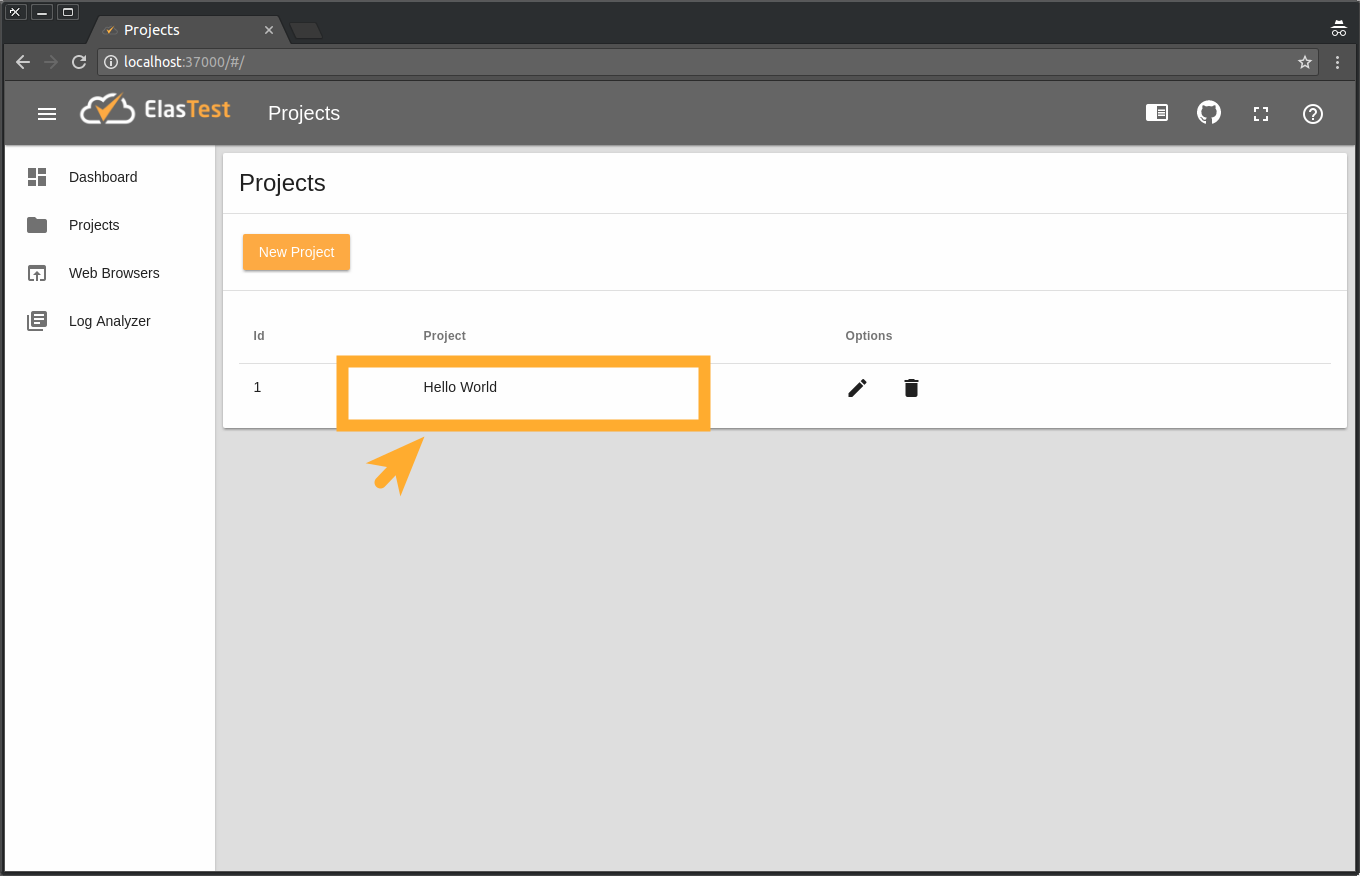 Projects
localhost:37000/#/
ElasTest
Projects
Dashboard
Projects
Web Browsers
Log Analyzer
Projects
New Project
Id Project Options
1 Hello World